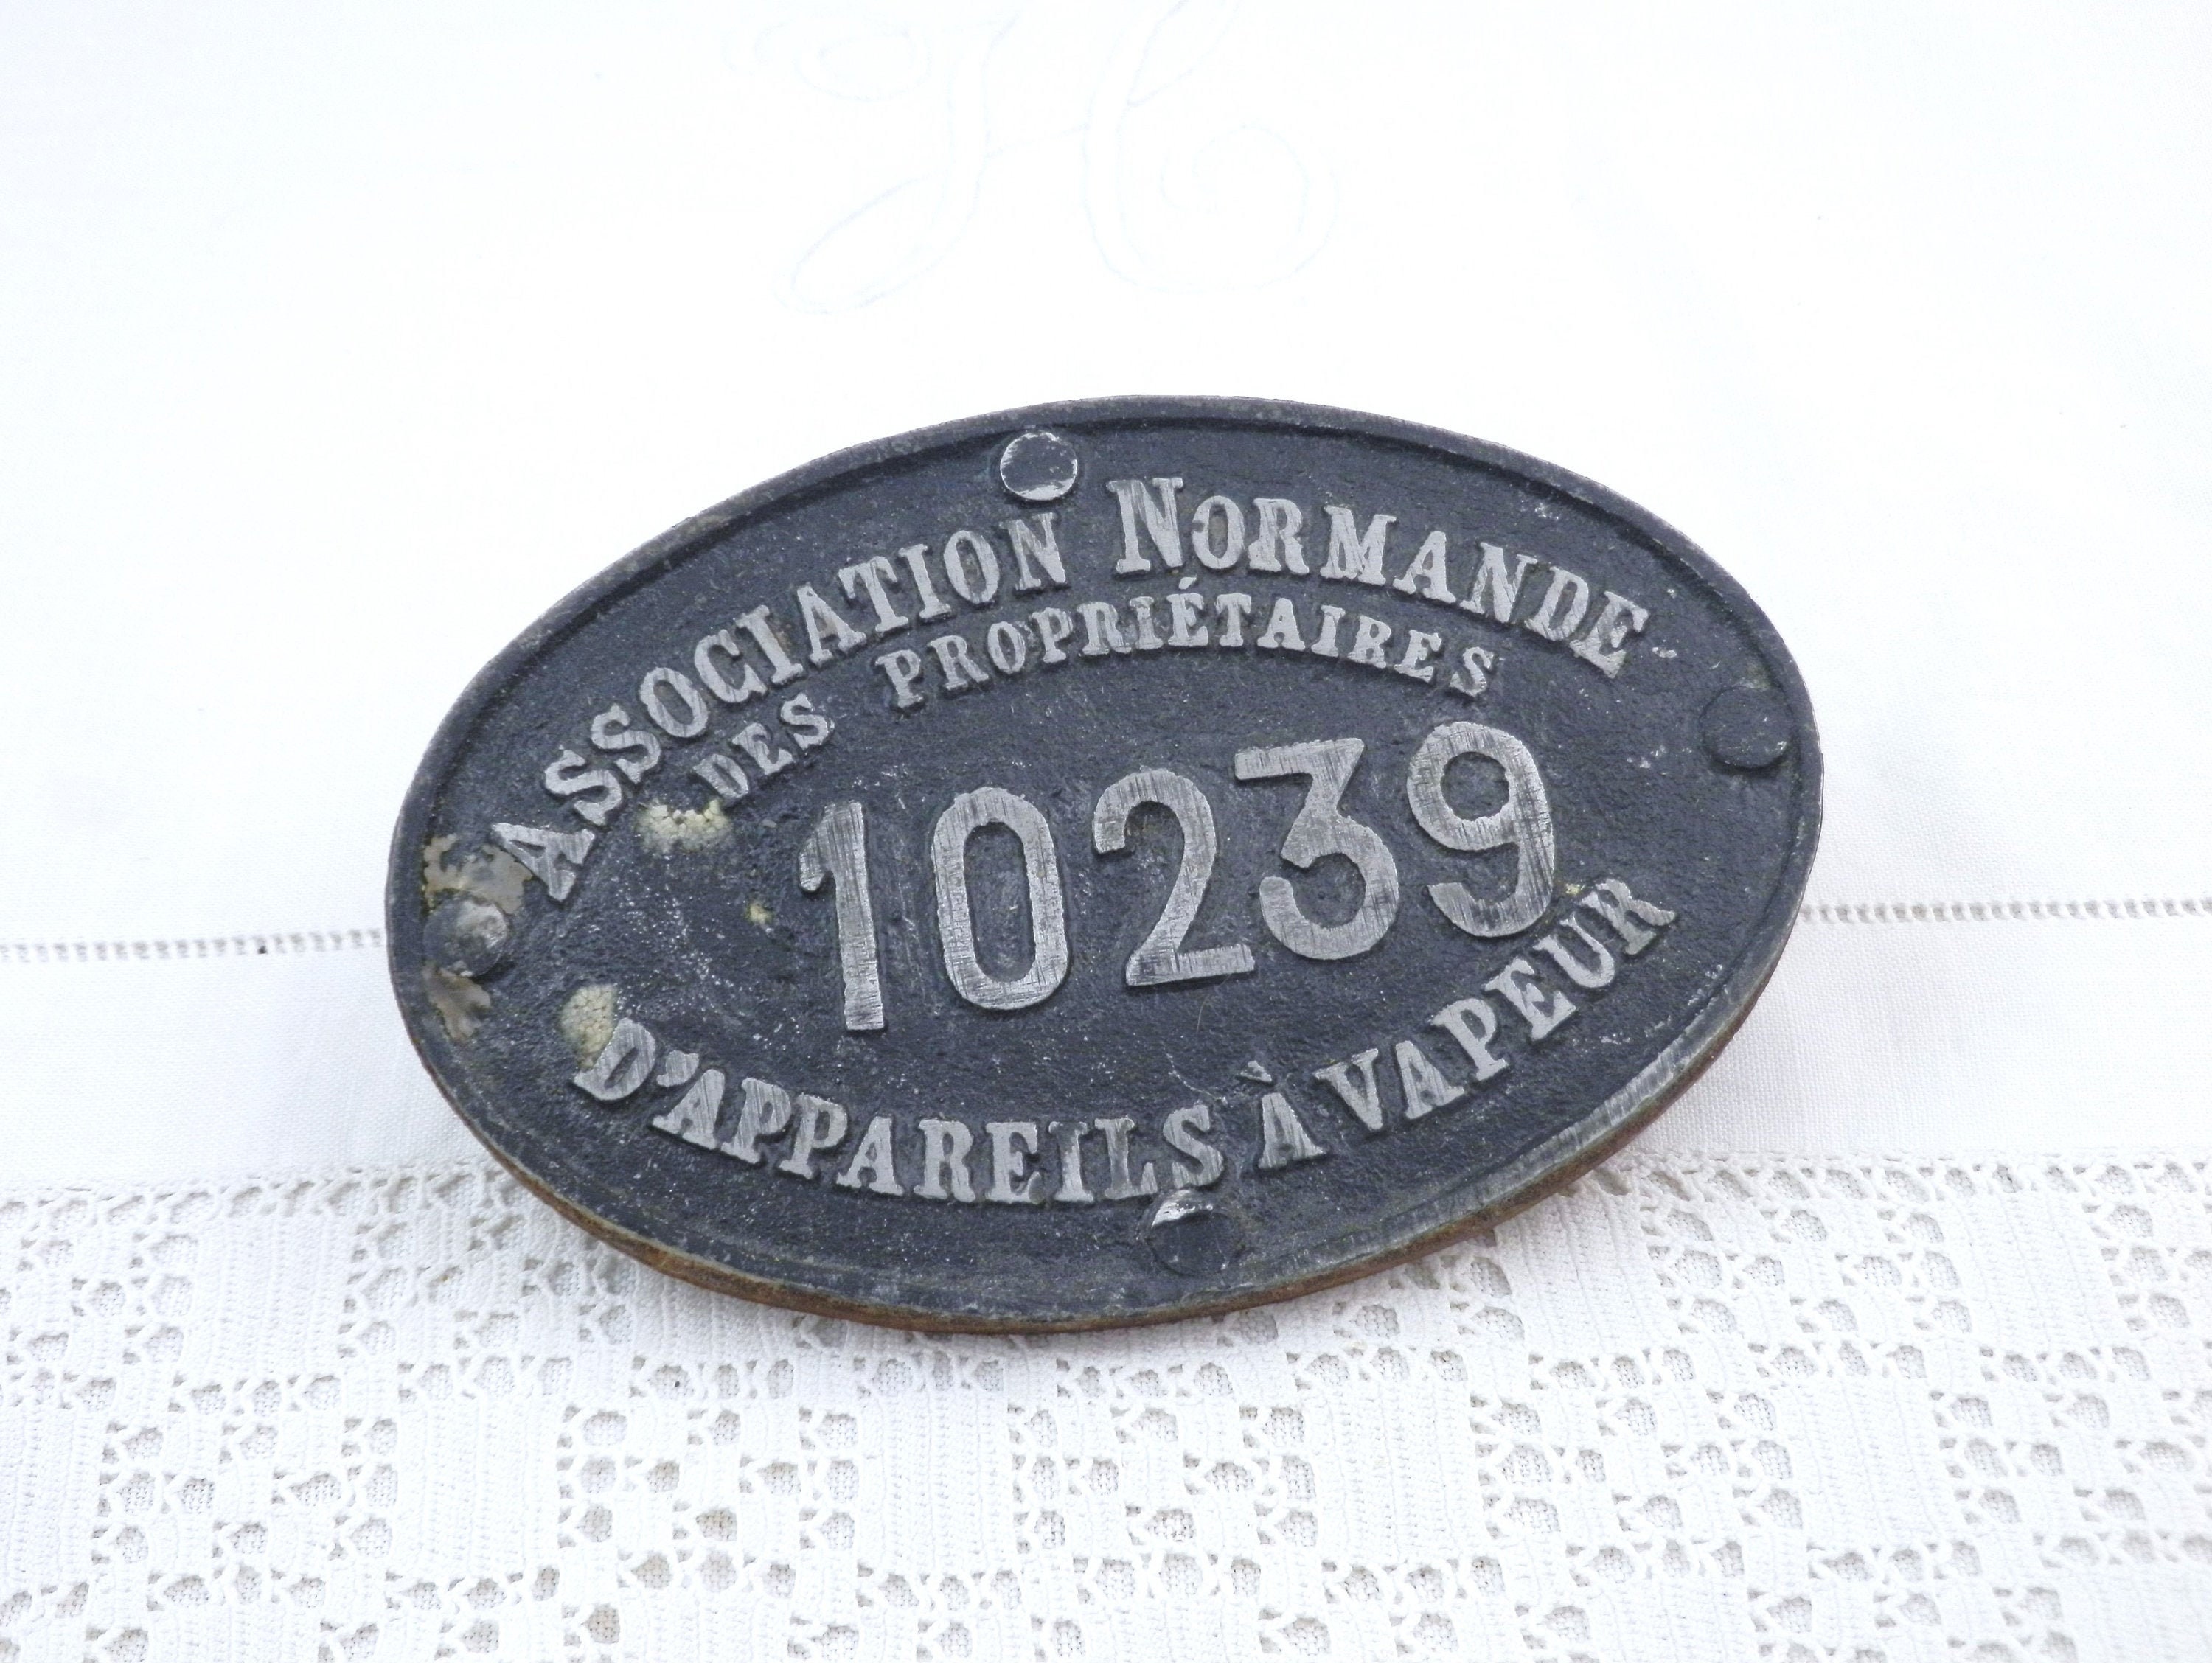 H
ASSOCIATION NORMANDE
DES PROPRIÉTAIRES
10239
D'APPAREILS À VAPEUR